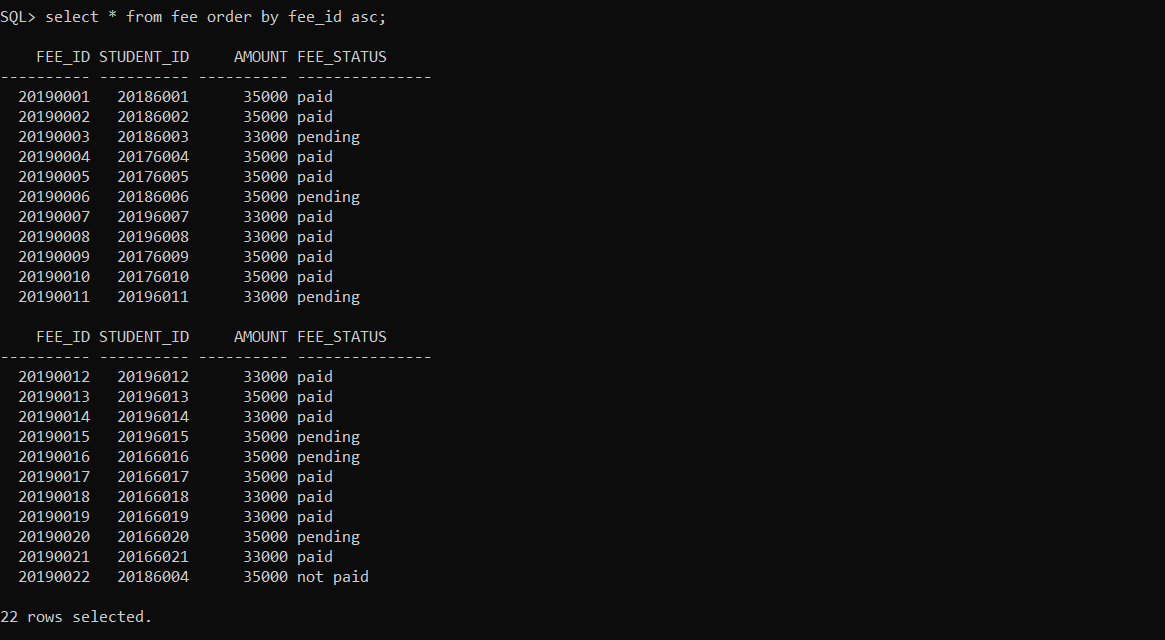 SQL> select * from fee order by fee_id asc;
    FEE_ID STUDENT_ID     AMOUNT FEE_STATUS
---------- ---------- ---------- ---------------
  20190001   20186001      35000 paid
  20190002   20186002      35000 paid
  20190003   20186003      33000 pending
  20190004   20176004      35000 paid
  20190005   20176005      35000 paid
  20190006   20186006      35000 pending
  20190007   20196007      33000 paid
  20190008   20196008      33000 paid
  20190009   20176009      35000 paid
  20190010   20176010      35000 paid
  20190011   20196011      33000 pending
    FEE_ID STUDENT_ID     AMOUNT FEE_STATUS
---------- ---------- ---------- ---------------
  20190012   20196012      33000 paid
  20190013   20196013      35000 paid
  20190014   20196014      33000 paid
  20190015   20196015      35000 pending
  20190016   20166016      35000 pending
  20190017   20166017      35000 paid
  20190018   20166018      33000 paid
  20190019   20166019      33000 paid
  20190020   20166020      35000 pending
  20190021   20166021      33000 paid
  20190022   20186004      35000 not paid
22 rows selected.